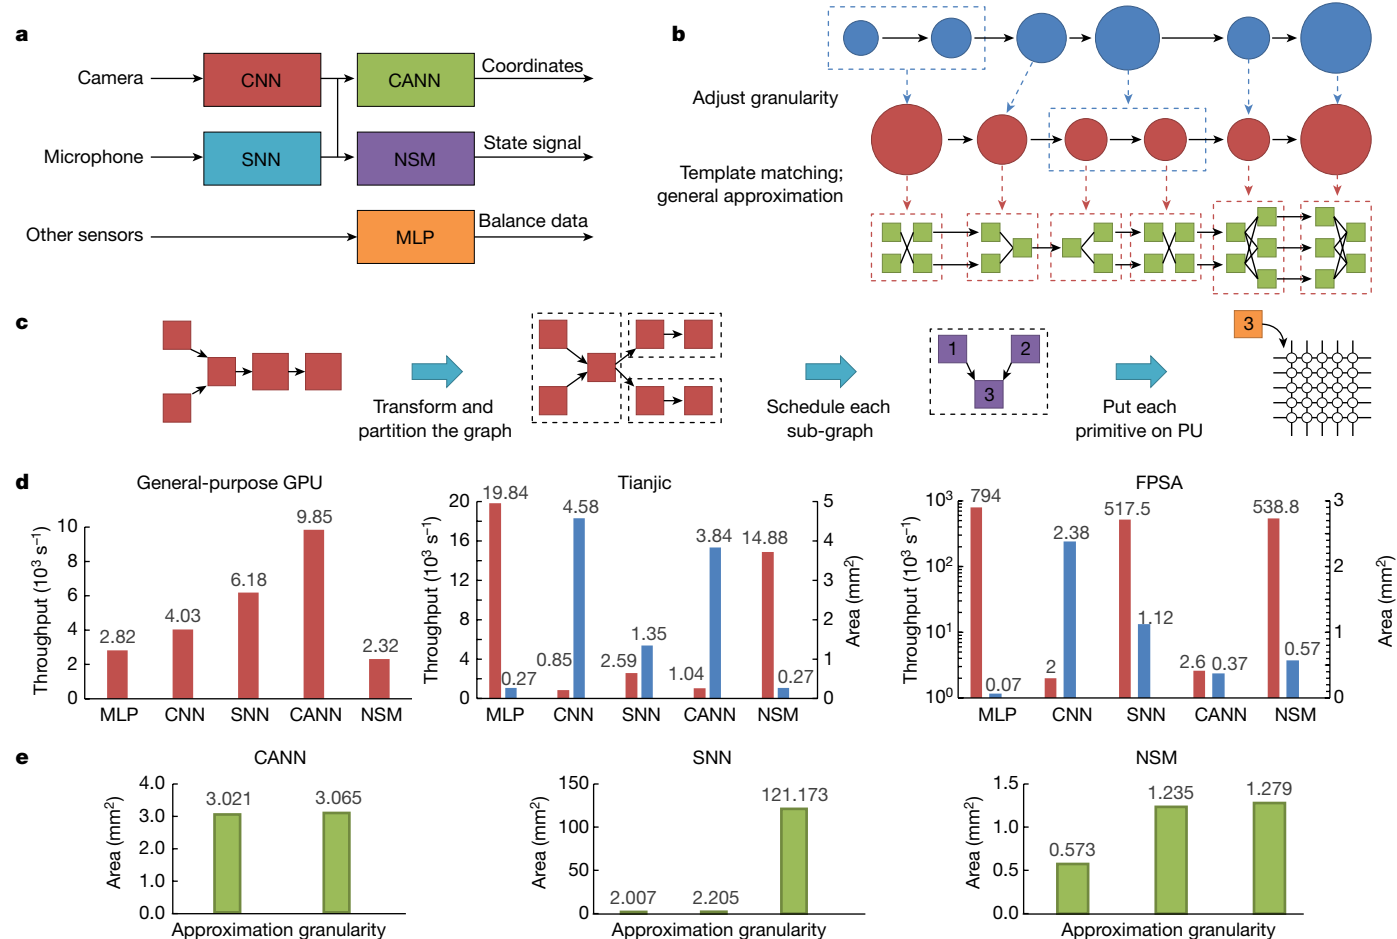 a
Camera
CNN
CANN
Coordinates
Microphone
SNN
NSM
State signal
Other sensors
MLP
Balance data
b
Adjust granularity
Template matching;
general approximation
c
Transform and
partition the graph
Schedule each
sub-graph
1
2
3
Put each
primitive on PU
3
d
General-purpose GPU
Throughput (10³ s⁻¹)
10
8
6
4
2
0
2.82
4.03
6.18
9.85
2.32
MLP CNN SNN CANN NSM
Tianjic
Throughput (10³ s⁻¹)
20
16
12
8
4
0
19.84
0.27
0.85
4.58
2.59
1.35
1.04
3.84
14.88
0.27
5
4
3
2
1
0
Area (mm²)
MLP CNN SNN CANN NSM
FPSA
Throughput (10³ s⁻¹)
10³
10²
10¹
10⁰
794
0.07
2
2.38
517.5
1.12
2.6
0.37
538.8
0.57
3
2
1
0
Area (mm²)
MLP CNN SNN CANN NSM
e
CANN
Area (mm²)
4.0
3.0
2.0
1.0
0.0
3.021
3.065
Approximation granularity
SNN
Area (mm²)
150
100
50
0
2.007
2.205
121.173
Approximation granularity
NSM
Area (mm²)
1.5
1.0
0.5
0.0
0.573
1.235
1.279
Approximation granularity